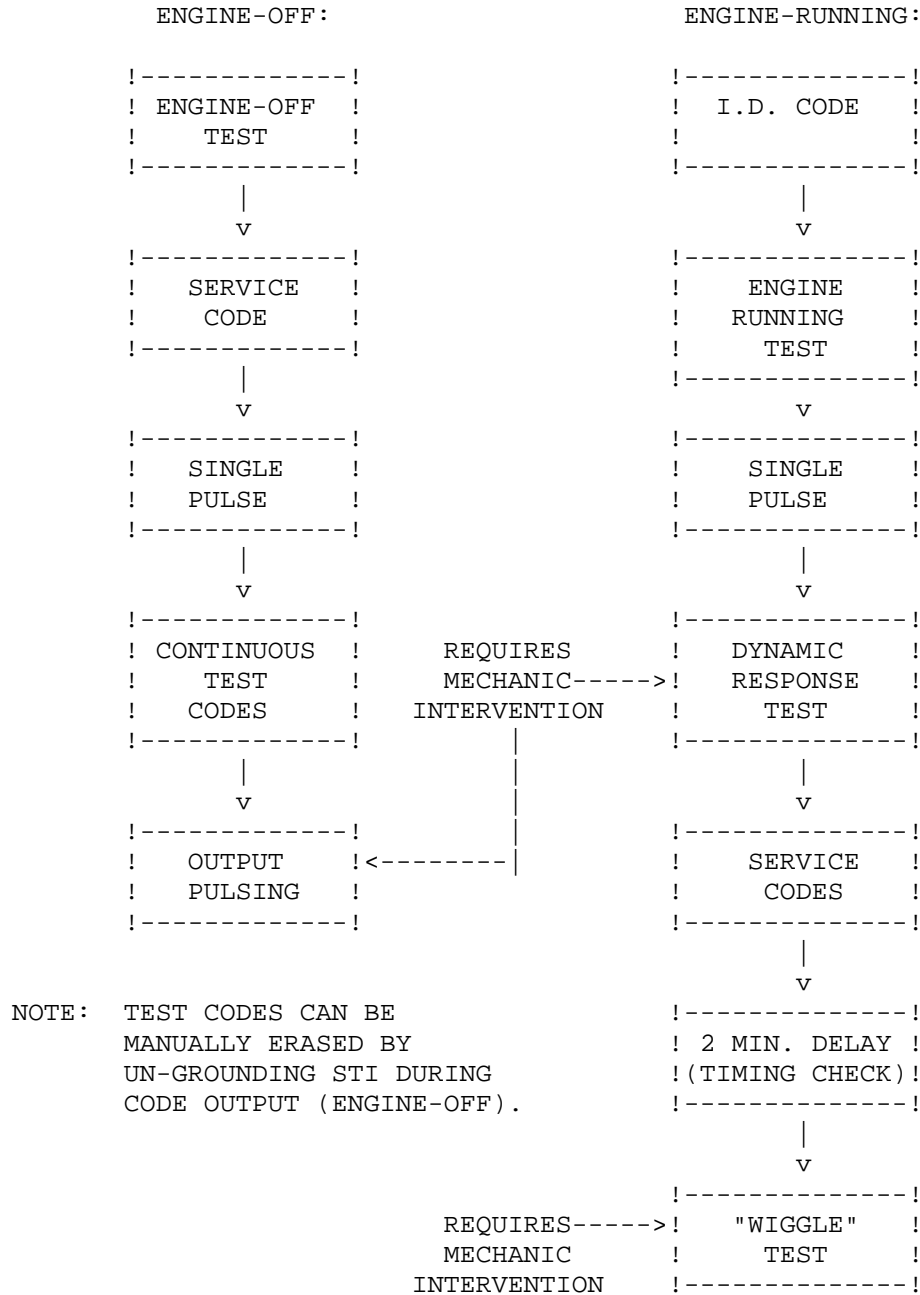 ENGINE-OFF:
ENGINE-RUNNING:
ENGINE-OFF
TEST
SERVICE
CODE
SINGLE
PULSE
CONTINUOUS
TEST
CODES
OUTPUT
PULSING
REQUIRES
MECHANIC
INTERVENTION
I.D. CODE
ENGINE
RUNNING
TEST
SINGLE
PULSE
DYNAMIC
RESPONSE
TEST
SERVICE
CODES
2 MIN. DELAY
(TIMING CHECK)
"WIGGLE"
TEST
REQUIRES
MECHANIC
INTERVENTION
NOTE: TEST CODES CAN BE
MANUALLY ERASED BY
UN-GROUNDING STI DURING
CODE OUTPUT (ENGINE-OFF).